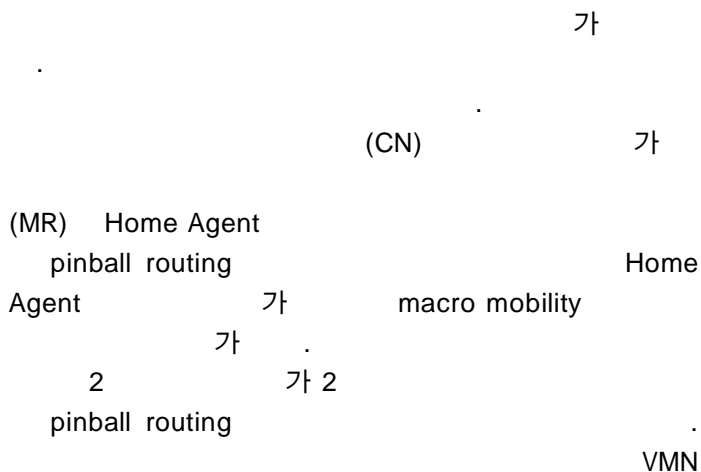 가
.
.
(CN) 가
(MR) Home Agent
pinball routing Home
Agent 가 macro mobility
가 .
2 가 2
pinball routing .
VMN